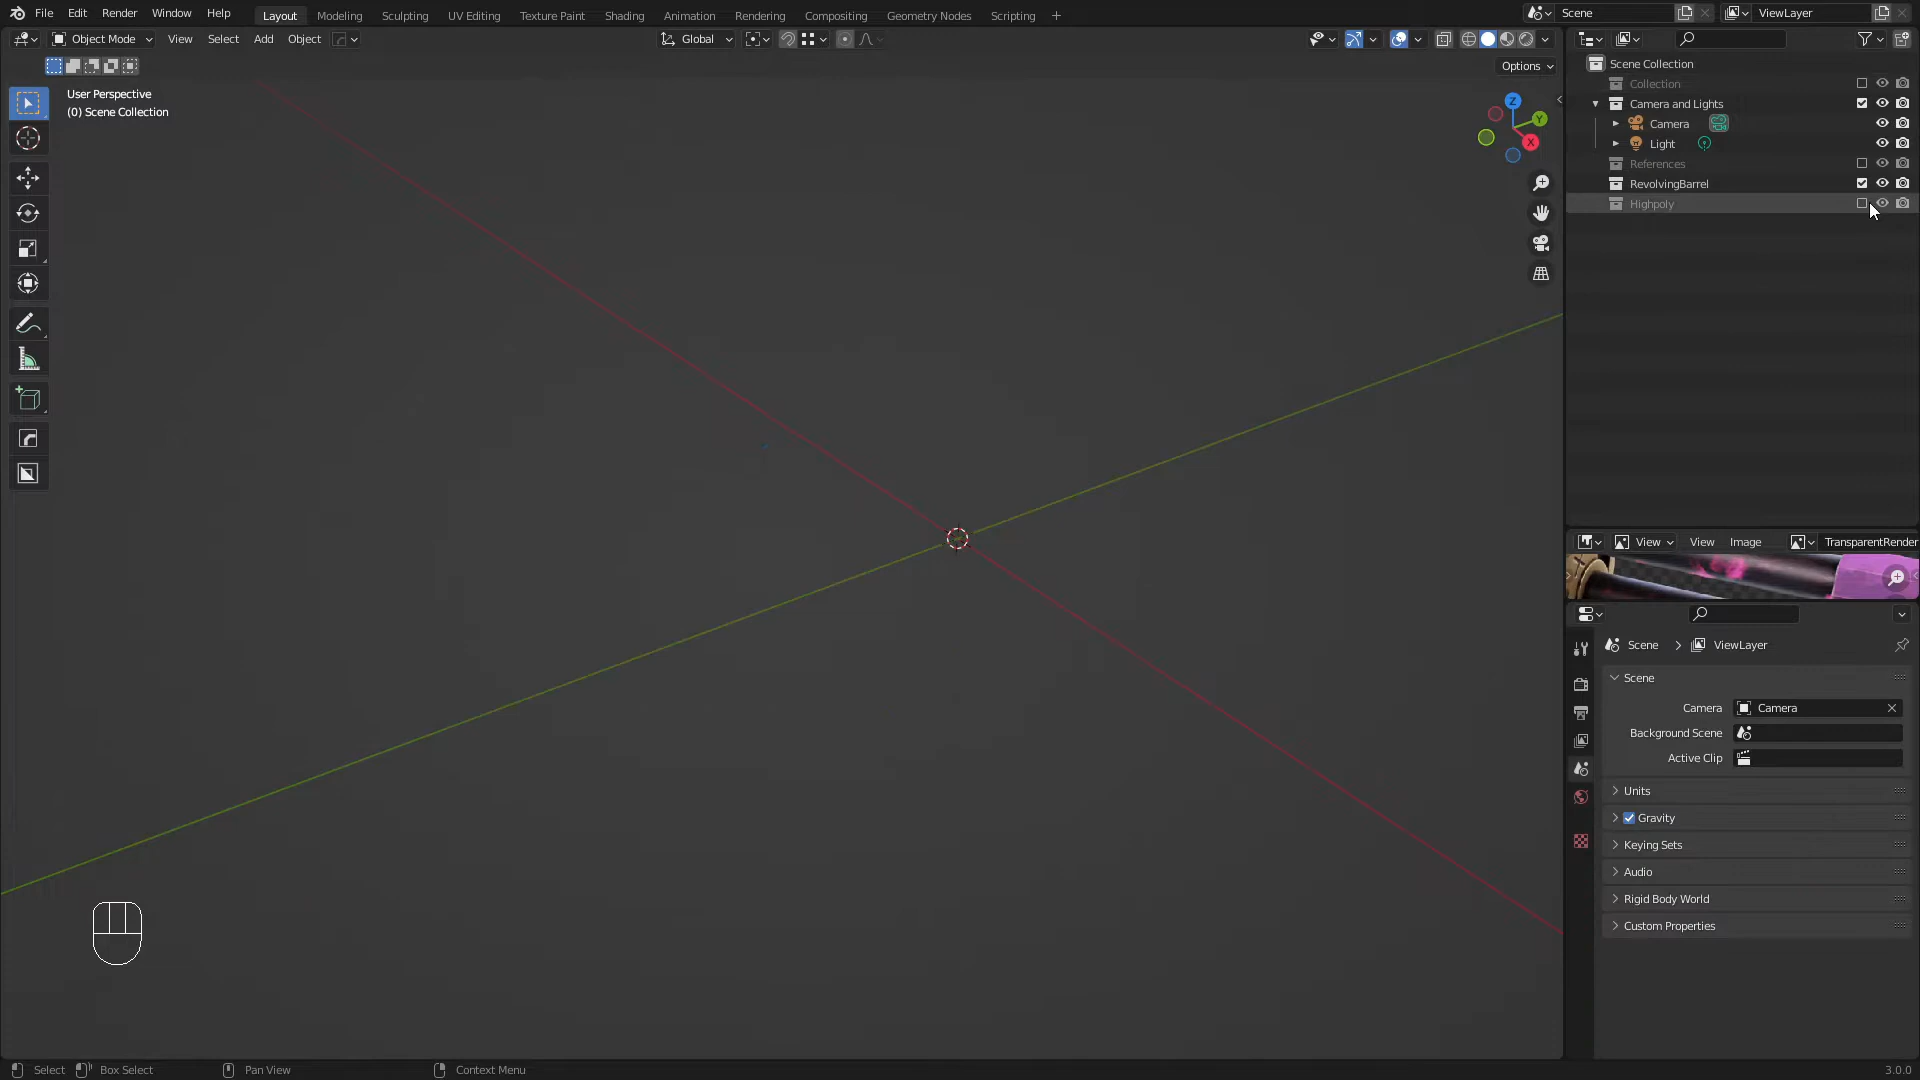 File Edit Render Window Help Layout Modeling Sculpting UV Editing Texture Paint Shading Animation Rendering Compositing Geometry Nodes Scripting + Scene ViewLayer
Object Mode View Select Add Object Global
Options
User Perspective
(0) Scene Collection
Z
Y
X
Scene Collection
Collection
Camera and Lights
Camera
Light
References
RevolvingBarrel
Highpoly
View View Image TransparentRender
Scene > ViewLayer
Scene
Camera Camera
Background Scene
Active Clip
Units
Gravity
Keying Sets
Audio
Rigid Body World
Custom Properties
Select Box Select Pan View Context Menu 3.0.0